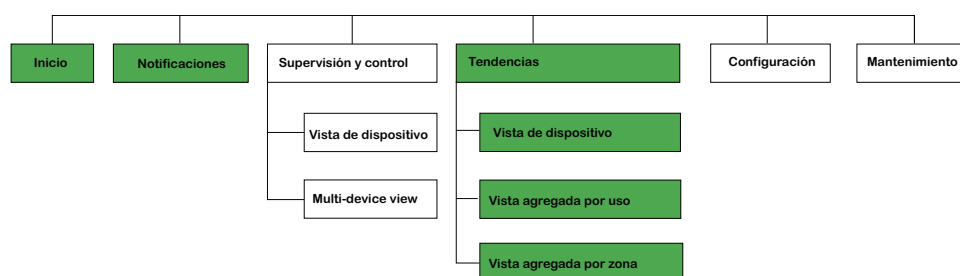 Inicio
Notificaciones
Supervisión y control
Tendencias
Configuración
Mantenimiento
Vista de dispositivo
Multi-device view
Vista de dispositivo
Vista agregada por uso
Vista agregada por zona